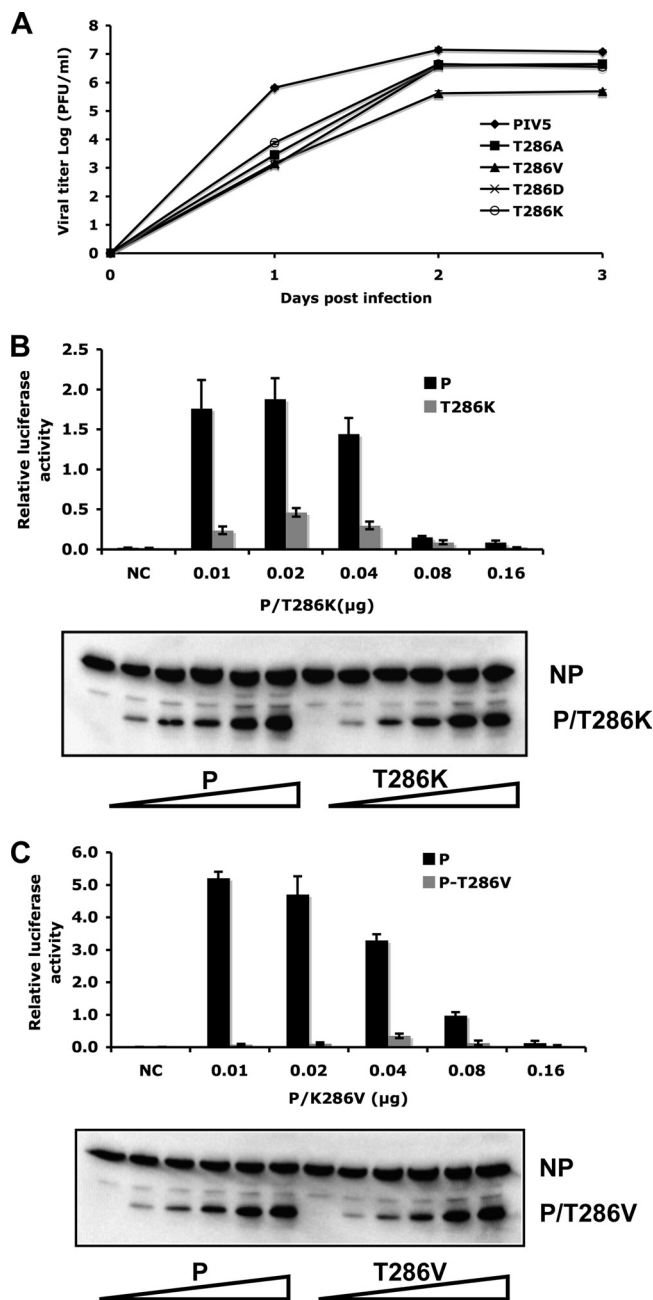 A
Viral titer Log (PFU/ml)
8
7
6
5
4
3
2
1
0
PIV5
T286A
T286V
T286D
T286K
0 1 2 3
Days post infection
B
Relative luciferase
activity
2.5
2.0
1.5
1.0
0.5
0.0
P
T286K
NC 0.01 0.02 0.04 0.08 0.16
P/T286K(µg)
NP
P/T286K
P T286K
C
Relative luciferase
activity
6.0
5.0
4.0
3.0
2.0
1.0
0.0
P
P-T286V
NC 0.01 0.02 0.04 0.08 0.16
P/K286V (µg)
NP
P/T286V
P T286V